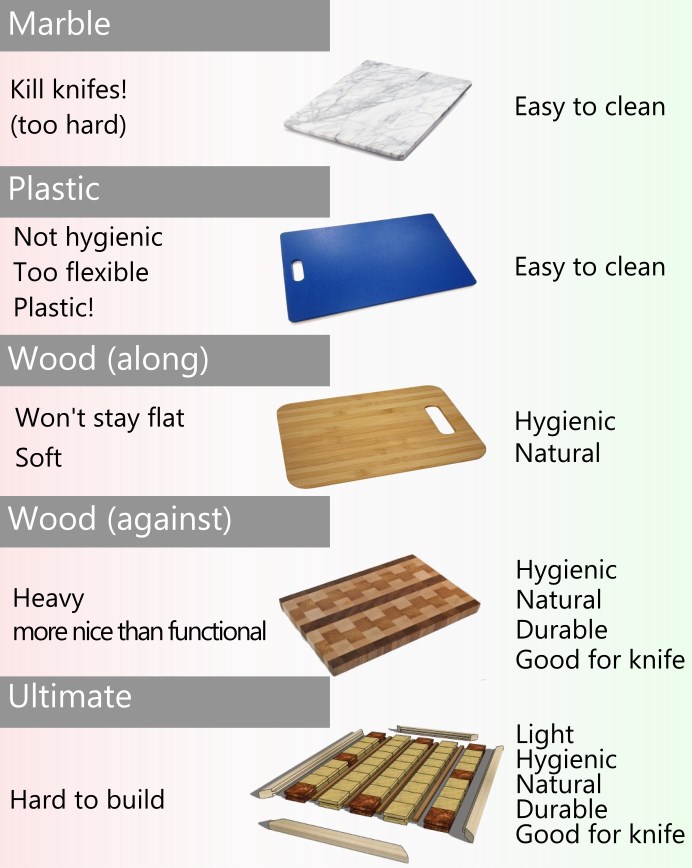 Marble
Kill knifes!
(too hard)
Easy to clean
Plastic
Not hygienic
Too flexible
Plastic!
Easy to clean
Wood (along)
Won't stay flat
Soft
Hygienic
Natural
Wood (against)
Heavy
more nice than functional
Hygienic
Natural
Durable
Good for knife
Ultimate
Hard to build
Light
Hygienic
Natural
Durable
Good for knife